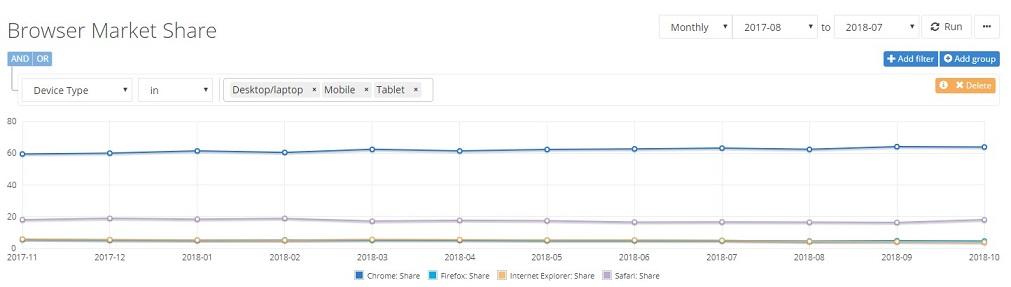 Browser Market Share
Monthly 2017-08 to 2018-07 Run
AND OR
Add filter Add group
Device Type in Desktop/laptop × Mobile × Tablet ×
Delete
80
60
40
20
0
2017-11 2017-12 2018-01 2018-02 2018-03 2018-04 2018-05 2018-06 2018-07 2018-08 2018-09 2018-10
Chrome: Share Firefox: Share Internet Explorer: Share Safari: Share